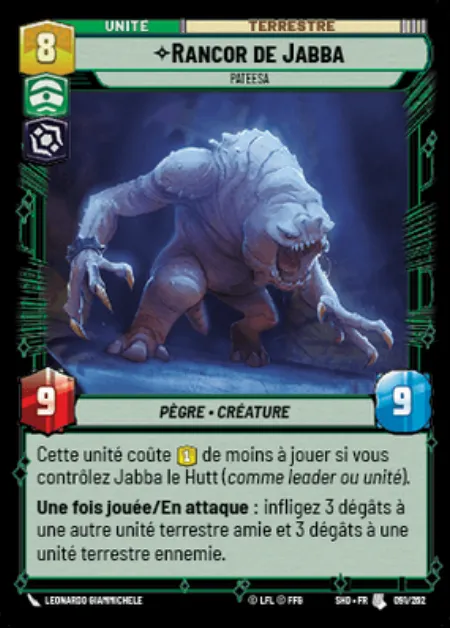 UNITÉ
TERRESTRE
8
RANCOR DE JABBA
PATEESA
9
PÈGRE • CRÉATURE
9
Cette unité coûte 1 de moins à jouer si vous
contrôlez Jabba le Hutt (comme leader ou unité).
Une fois jouée/En attaque : infligez 3 dégâts à
une autre unité terrestre amie et 3 dégâts à une
unité terrestre ennemie.
LEONARDO GIAMMICHELE
© LFL © FFG
SHD • FR
091/262